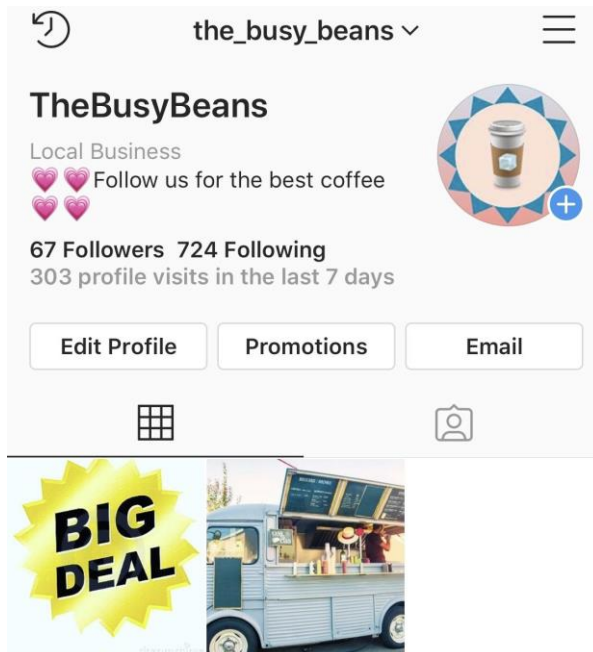 the_busy_beans
TheBusyBeans
Local Business
💗💗Follow us for the best coffee
💗💗
67 Followers 724 Following
303 profile visits in the last 7 days
Edit Profile Promotions Email
BIG
DEAL